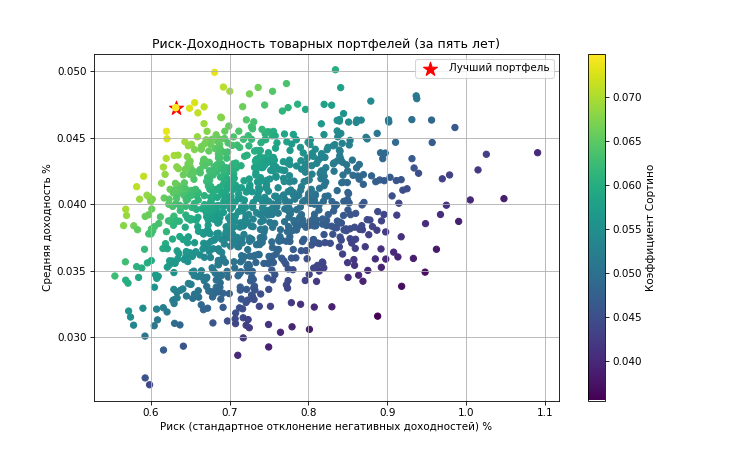 Риск-Доходность товарных портфелей (за пять лет)
Лучший портфель
0.050
0.045
0.040
0.035
0.030
Средняя доходность %
0.6 0.7 0.8 0.9 1.0 1.1
Риск (стандартное отклонение негативных доходностей) %
0.070
0.065
0.060
0.055
0.050
0.045
0.040
Коэффициент Сортино